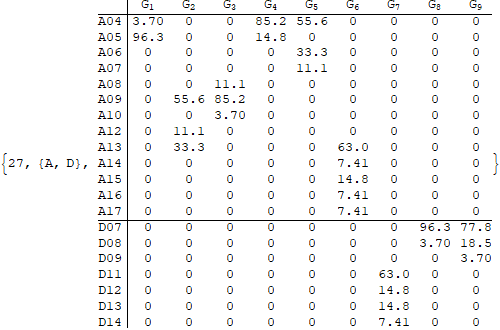 G1 G2 G3 G4 G5 G6 G7 G8 G9
A04 3.70 0 0 85.2 55.6 0 0 0 0
A05 96.3 0 0 14.8 0 0 0 0 0
A06 0 0 0 0 33.3 0 0 0 0
A07 0 0 0 0 11.1 0 0 0 0
A08 0 0 11.1 0 0 0 0 0 0
A09 0 55.6 85.2 0 0 0 0 0 0
A10 0 0 3.70 0 0 0 0 0 0
A12 0 11.1 0 0 0 0 0 0 0
A13 0 33.3 0 0 0 63.0 0 0 0
{27, {A, D}, A14 0 0 0 0 0 7.41 0 0 0 }
A15 0 0 0 0 0 14.8 0 0 0
A16 0 0 0 0 0 7.41 0 0 0
A17 0 0 0 0 0 7.41 0 0 0
D07 0 0 0 0 0 0 0 96.3 77.8
D08 0 0 0 0 0 0 0 3.70 18.5
D09 0 0 0 0 0 0 0 0 3.70
D11 0 0 0 0 0 0 63.0 0 0
D12 0 0 0 0 0 0 14.8 0 0
D13 0 0 0 0 0 0 14.8 0 0
D14 0 0 0 0 0 0 7.41 0 0